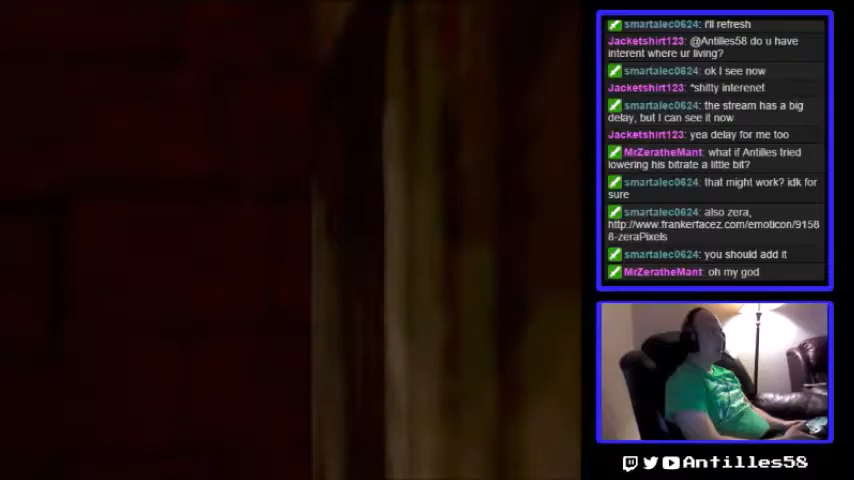 smartalec0624: i'll refresh
Jacketshirt123: @Antilles58 do u have
interent where ur living?
smartalec0624: ok I see now
Jacketshirt123: *shitty interenet
smartalec0624: the stream has a big
delay, but I can see it now
Jacketshirt123: yea delay for me too
MrZeratheMant: what if Antilles tried
lowering his bitrate a little bit?
smartalec0624: that might work? idk for
sure
smartalec0624: also zera,
http://www.frankerfacez.com/emoticon/9158
8-zeraPixels
smartalec0624: you should add it
MrZeratheMant: oh my god
Antilles58